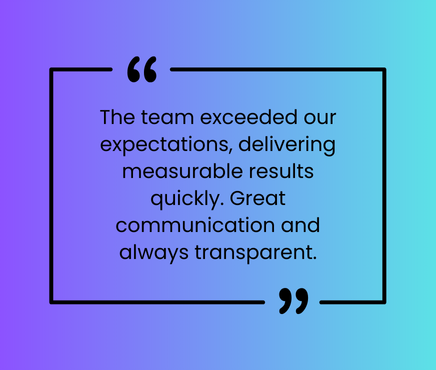 “
The team exceeded our
expectations, delivering
measurable results
quickly. Great
communication and
always transparent.
”